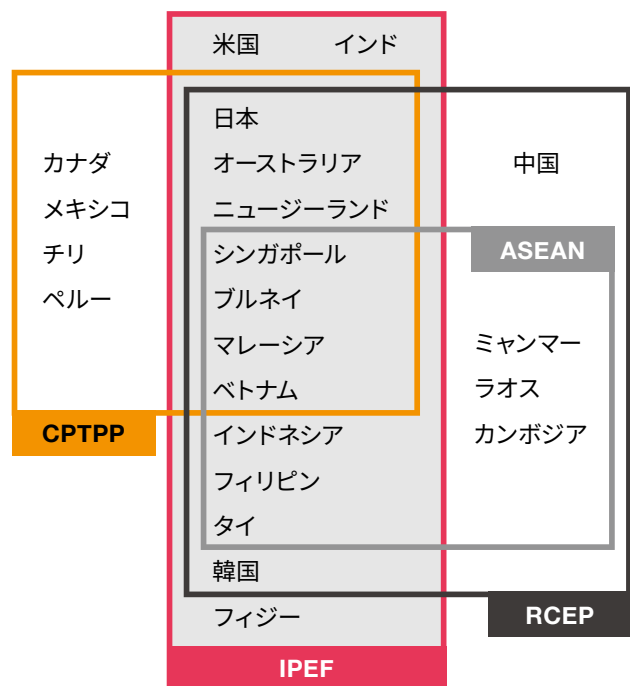 米国 インド
日本
カナダ オーストラリア 中国
メキシコ ニュージーランド
チリ シンガポール ASEAN
ペルー ブルネイ
マレーシア ミャンマー
ベトナム ラオス
CPTPP インドネシア カンボジア
フィリピン
タイ
韓国
フィジー RCEP
IPEF